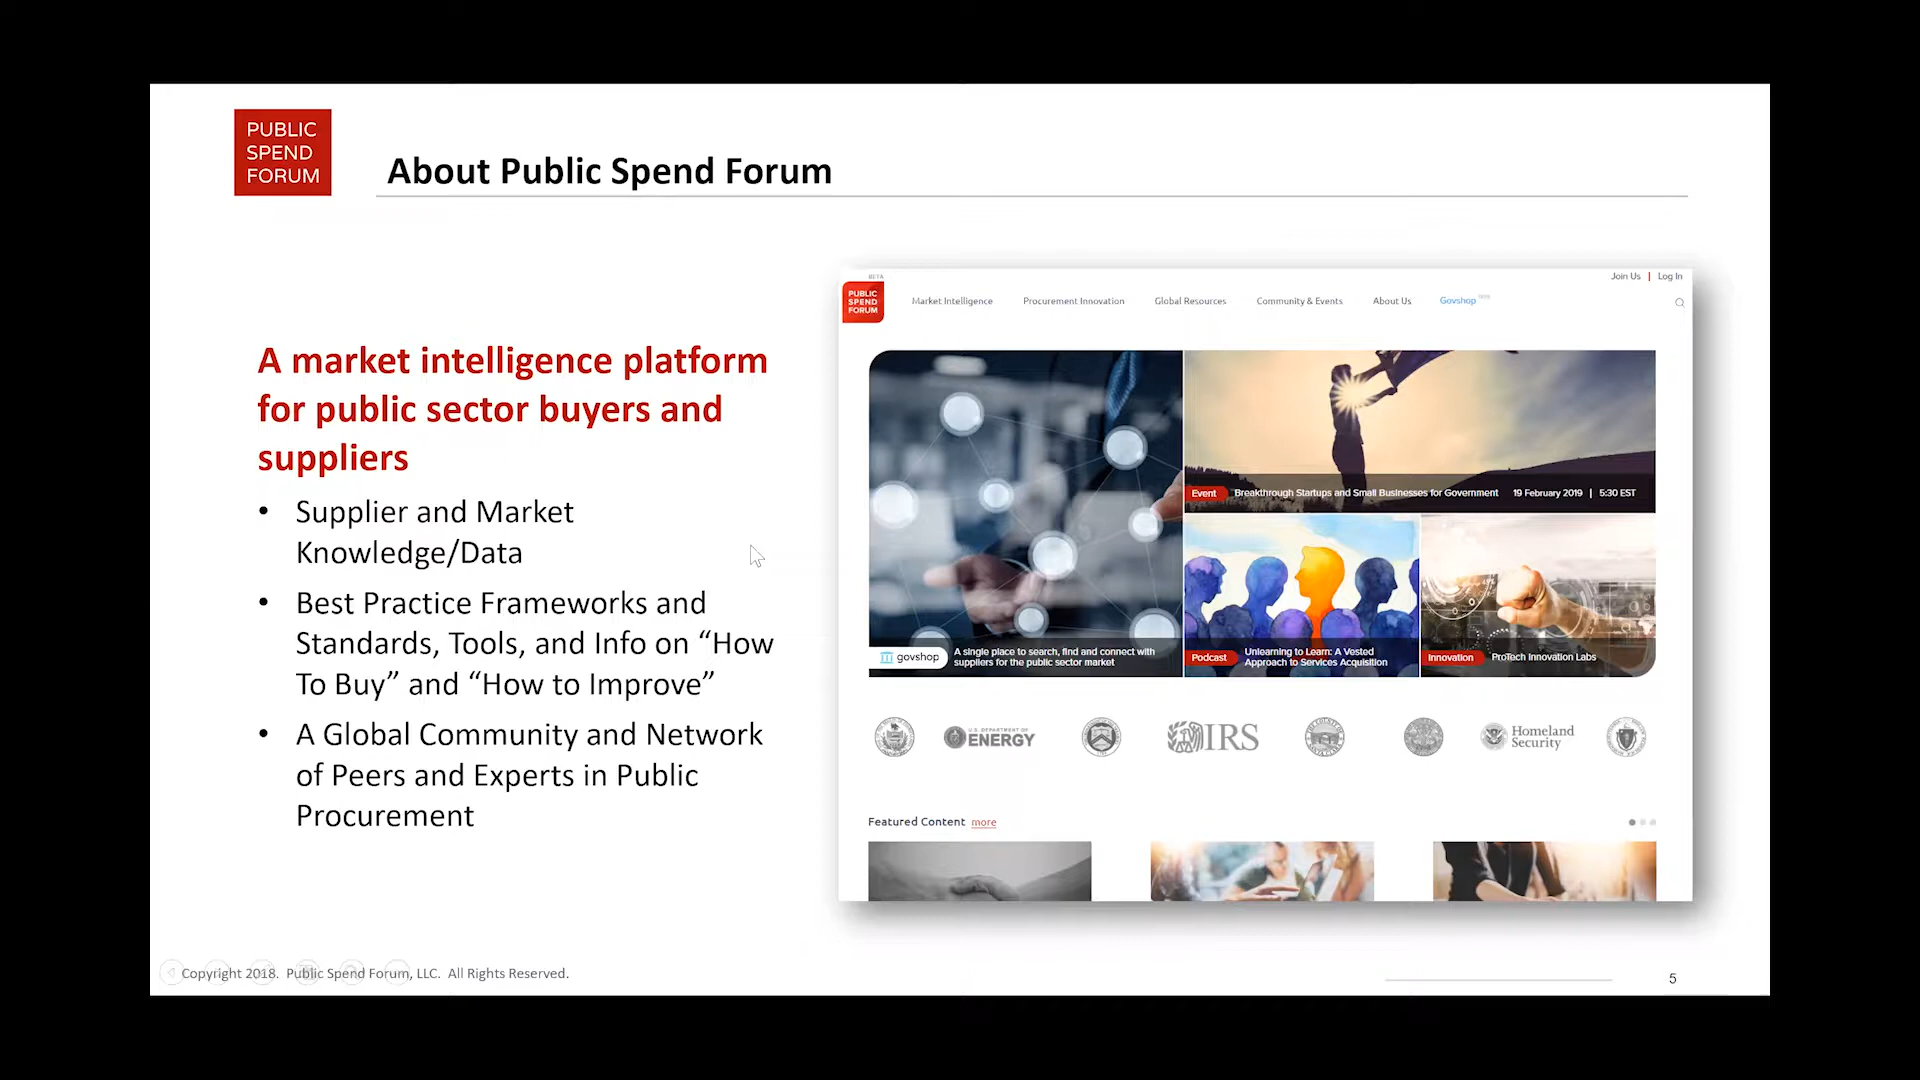 PUBLIC
SPEND
FORUM
About Public Spend Forum
A market intelligence platform
for public sector buyers and
suppliers
• Supplier and Market
Knowledge/Data
• Best Practice Frameworks and
Standards, Tools, and Info on “How
To Buy” and “How to Improve”
• A Global Community and Network
of Peers and Experts in Public
Procurement
BETA
Join Us | Log In
PUBLIC
SPEND
FORUM
Market Intelligence Procurement Innovation Global Resources Community & Events About Us Govshop
Event Breakthrough Startups and Small Businesses for Government 19 February 2019 | 5:30 EST
govshop
A single place to search, find and connect with
suppliers for the public sector market
Podcast
Unlearning to Learn: A Vested
Approach to Services Acquisition
Innovation ProTech Innovation Labs
U.S. DEPARTMENT OF
ENERGY
IRS
Homeland
Security
Featured Content more
Copyright 2018. Public Spend Forum, LLC. All Rights Reserved.
5